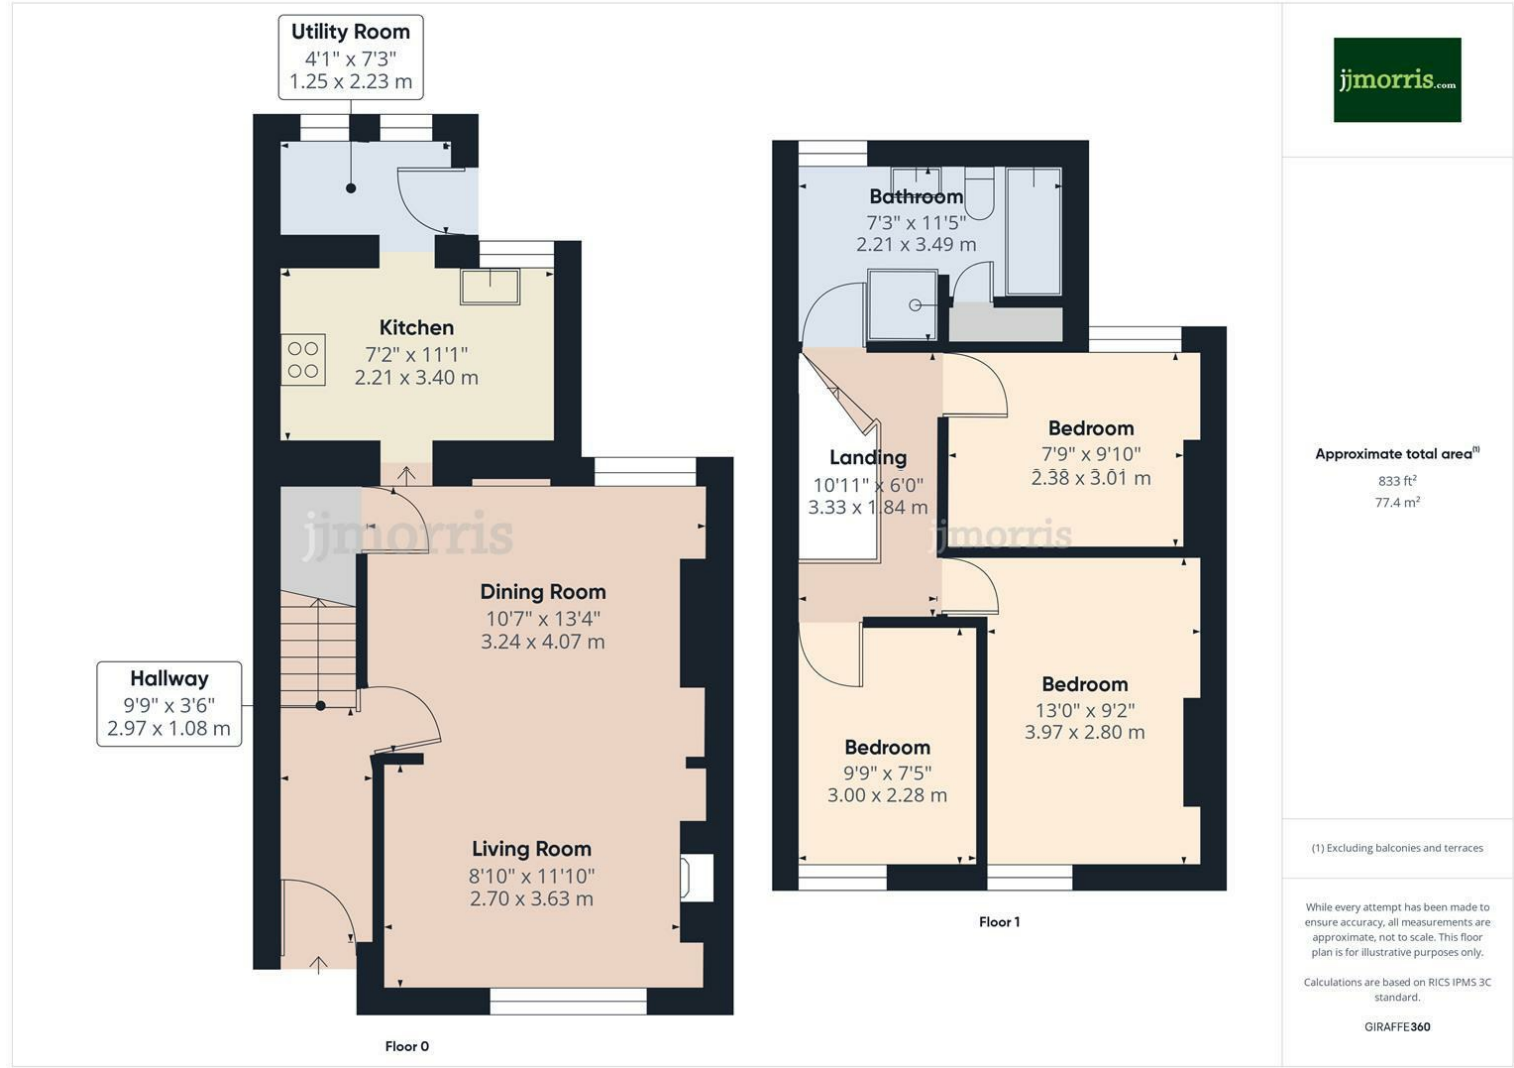 Utility Room
4'1" x 7'3"
1.25 x 2.23 m
Kitchen
7'2" x 11'1"
2.21 x 3.40 m
jjmorris
Dining Room
10'7" x 13'4"
3.24 x 4.07 m
Hallway
9'9" x 3'6"
2.97 x 1.08 m
Living Room
8'10" x 11'10"
2.70 x 3.63 m
Floor 0
Bathroom
7'3" x 11'5"
2.21 x 3.49 m
Landing
10'11" x 6'0"
3.33 x 1.84 m
Bedroom
7'9" x 9'10"
2.38 x 3.01 m
jjmorris
Bedroom
13'0" x 9'2"
3.97 x 2.80 m
Bedroom
9'9" x 7'5"
3.00 x 2.28 m
Floor 1
jjmorris.com
Approximate total area(1)
833 ft²
77.4 m²
(1) Excluding balconies and terraces
While every attempt has been made to
ensure accuracy, all measurements are
approximate, not to scale. This floor
plan is for illustrative purposes only.
Calculations are based on RICS IPMS 3C
standard.
GIRAFFE360